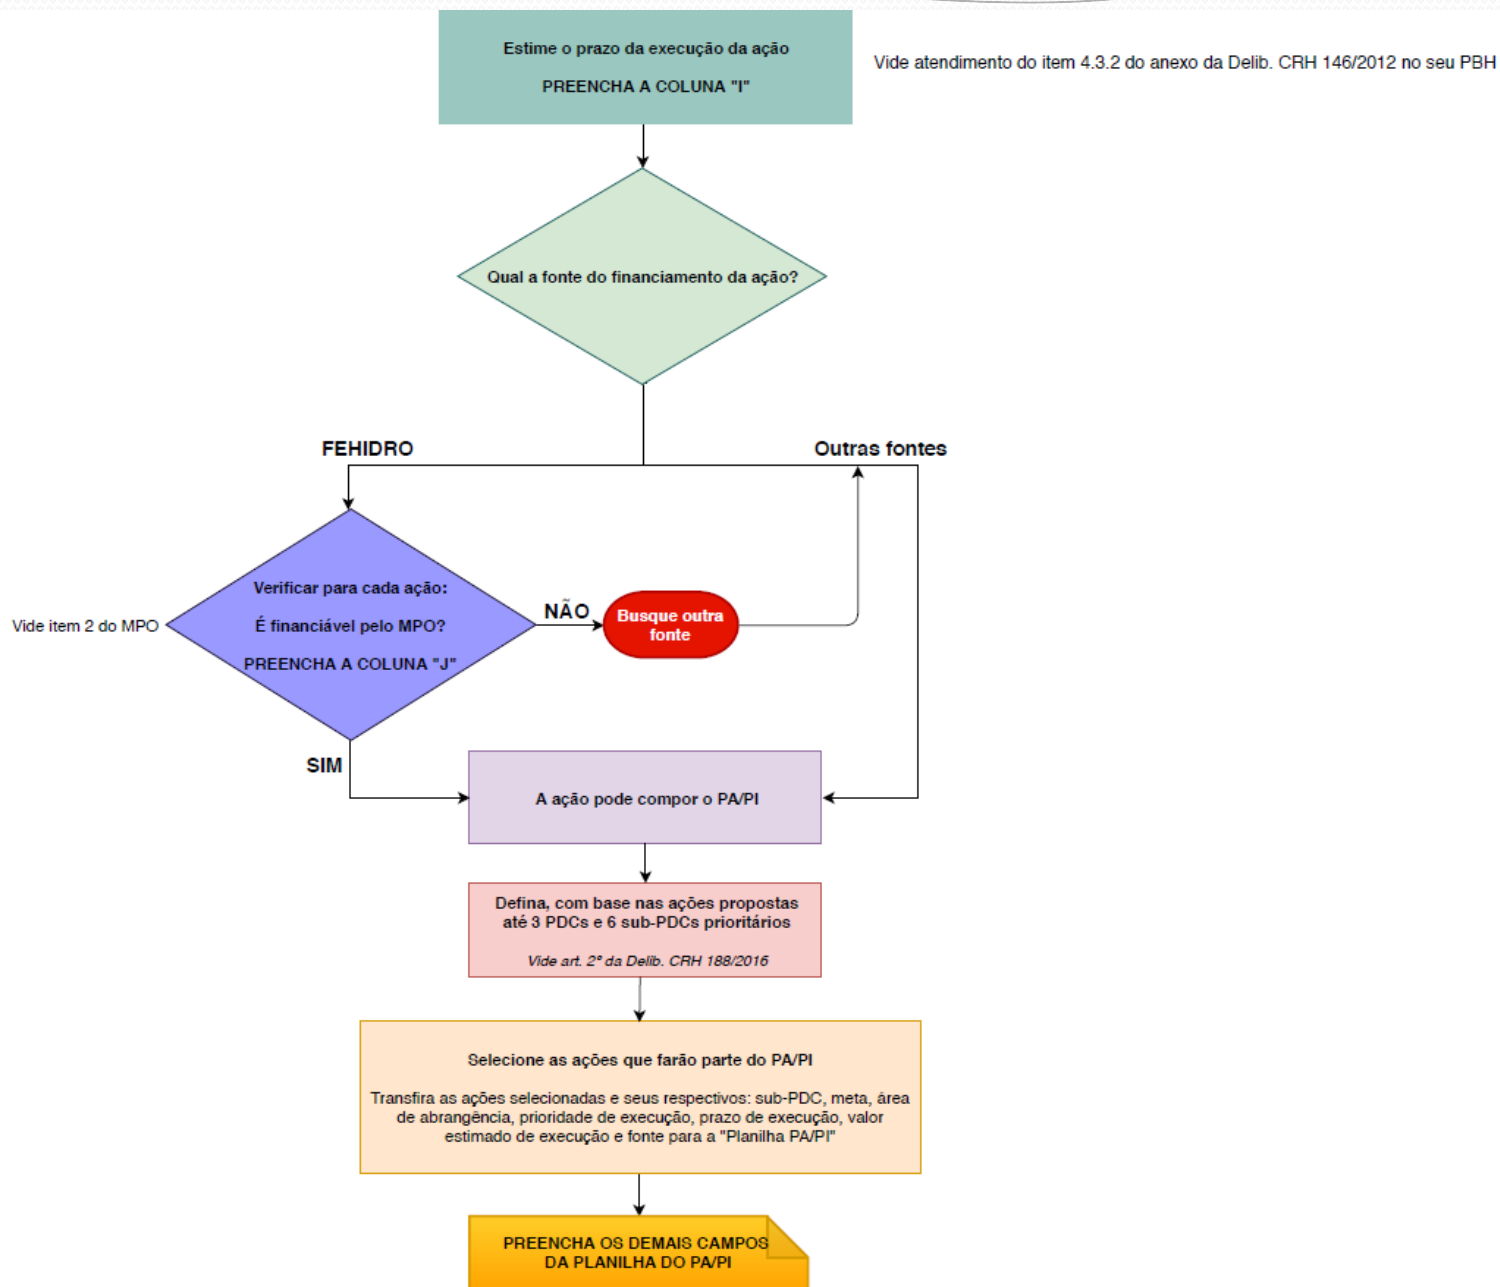 Estime o prazo da execução da ação
PREENCHA A COLUNA "I"
Vide atendimento do item 4.3.2 do anexo da Delib. CRH 146/2012 no seu PBH
Qual a fonte do financiamento da ação?
FEHIDRO
Outras fontes
Verificar para cada ação:
É financiável pelo MPO?
PREENCHA A COLUNA "J"
Vide item 2 do MPO
NÃO
Busque outra
fonte
SIM
A ação pode compor o PA/PI
Defina, com base nas ações propostas
até 3 PDCs e 6 sub-PDCs prioritários
Vide art. 2º da Delib. CRH 188/2016
Selecione as ações que farão parte do PA/PI
Transfira as ações selecionadas e seus respectivos: sub-PDC, meta, área
de abrangência, prioridade de execução, prazo de execução, valor
estimado de execução e fonte para a "Planilha PA/PI"
PREENCHA OS DEMAIS CAMPOS
DA PLANILHA DO PA/PI